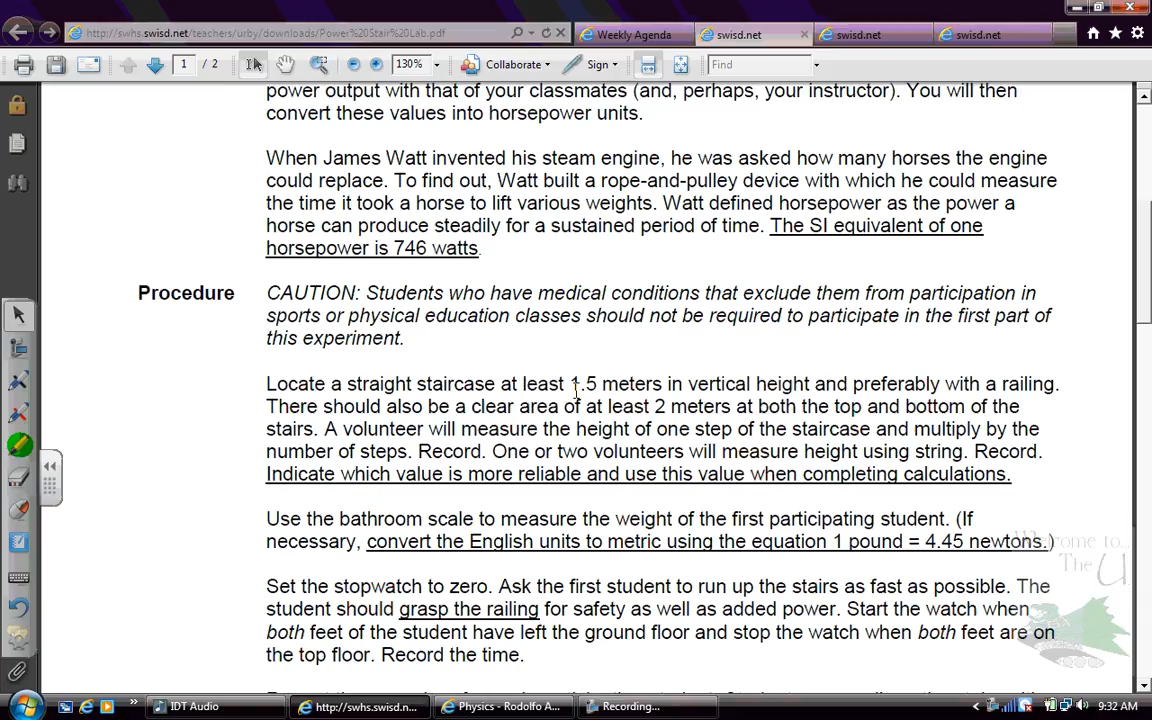 http://swhs.swisd.net/teachers/urby/downloads/Power%20Stair%20Lab.pdf
Weekly Agenda
swisd.net
swisd.net
swisd.net
1 / 2
130%
Collaborate
Sign
Find
power output with that of your classmates (and, perhaps, your instructor). You will then
convert these values into horsepower units.
When James Watt invented his steam engine, he was asked how many horses the engine
could replace. To find out, Watt built a rope-and-pulley device with which he could measure
the time it took a horse to lift various weights. Watt defined horsepower as the power a
horse can produce steadily for a sustained period of time. The SI equivalent of one
horsepower is 746 watts.
Procedure
CAUTION: Students who have medical conditions that exclude them from participation in
sports or physical education classes should not be required to participate in the first part of
this experiment.
Locate a straight staircase at least 1.5 meters in vertical height and preferably with a railing.
There should also be a clear area of at least 2 meters at both the top and bottom of the
stairs. A volunteer will measure the height of one step of the staircase and multiply by the
number of steps. Record. One or two volunteers will measure height using string. Record.
Indicate which value is more reliable and use this value when completing calculations.
Use the bathroom scale to measure the weight of the first participating student. (If
necessary, convert the English units to metric using the equation 1 pound = 4.45 newtons.)
Welcome to...
The U
Set the stopwatch to zero. Ask the first student to run up the stairs as fast as possible. The
student should grasp the railing for safety as well as added power. Start the watch when
both feet of the student have left the ground floor and stop the watch when both feet are on
the top floor. Record the time.
IDT Audio
http://swhs.swisd.n...
Physics - Rodolfo A...
Recording...
9:32 AM